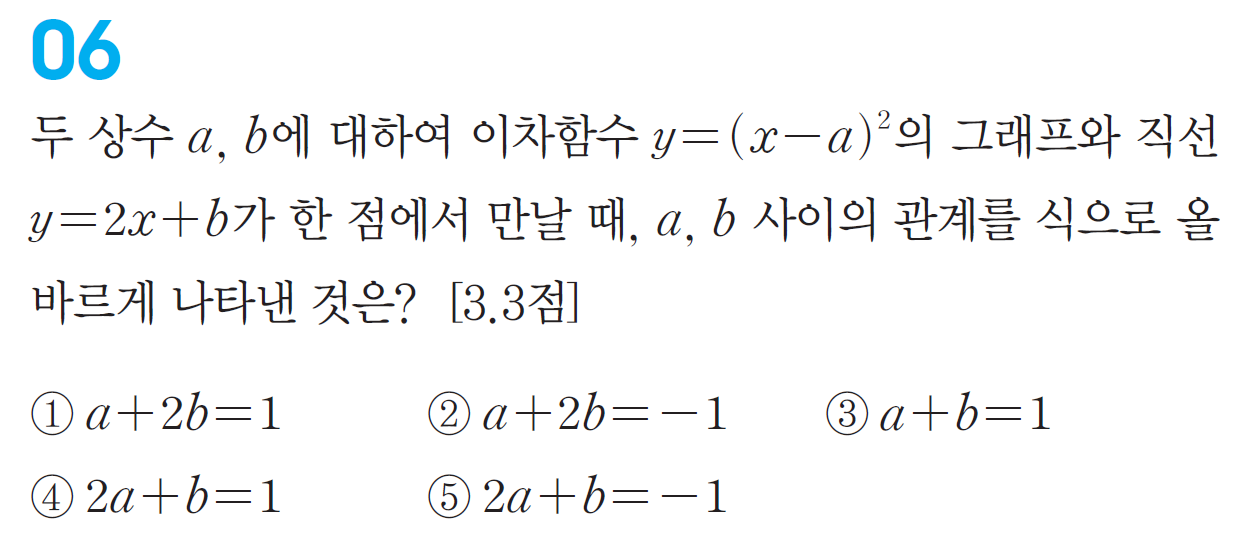 06
두 상수 a, b에 대하여 이차함수 y=(x-a)²의 그래프와 직선
y=2x+b가 한 점에서 만날 때, a, b 사이의 관계를 식으로 올
바르게 나타낸 것은? [3.3점]
① a+2b=1 ② a+2b=-1 ③ a+b=1
④ 2a+b=1 ⑤ 2a+b=-1